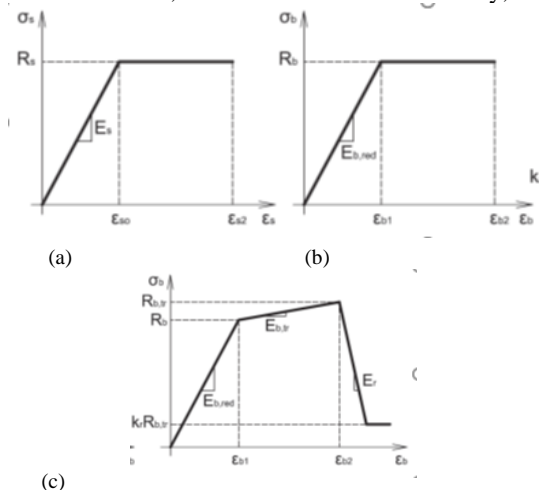 σs σb
Rs Rb
Es Eb,red
k
εso εs2 εs εb1 εb2 εb
(a) (b)
σb
Rb,tr
Rb
Eb,tr
Eb,red Er
krRb,tr
εb1 εb2 εb
(c)